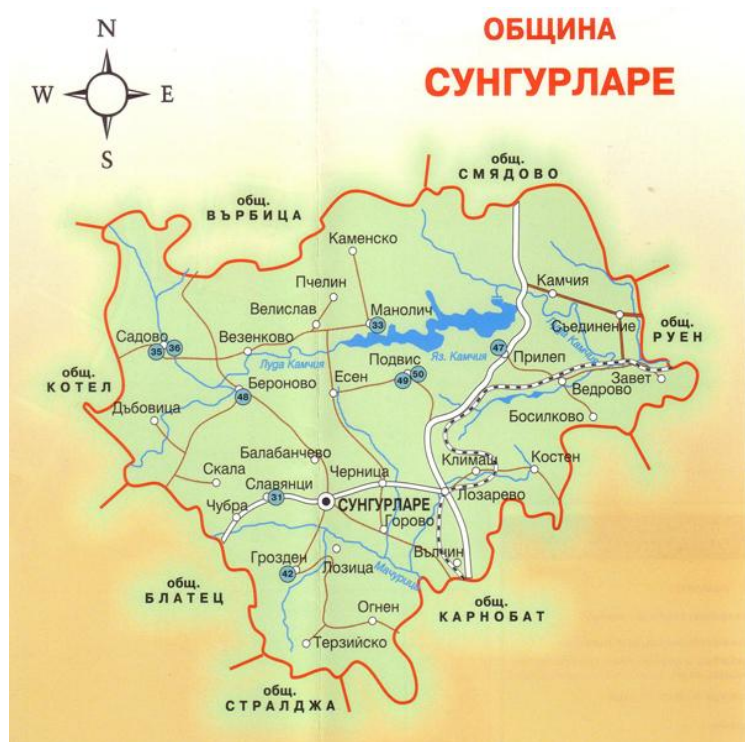 N
W E
S
ОБЩИНА
СУНГУРЛАРЕ
общ.
СМЯДОВО
общ.
ВЪРБИЦА
Каменско
Пчелин
Камчия
Велислав
Манолич
33
Съединение
общ.
РУЕН
Садово
35
36
Везенково
Луда Камчия
Яз. Камчия
47
Прилеп
Луда Камчия
общ.
КОТЕЛ
Подвис
49
50
Есен
Бероново
48
Завет
Ведрово
Дъбовица
Босилково
Балабанчево
Скала
Черница
Климаш
Костен
Славянци
31
Лозарево
Чубра
СУНГУРЛАРЕ
Горово
Грозден
42
Лозица
Вълчин
Мачурица
общ.
БЛАТЕЦ
общ.
КАРНОБАТ
Огнен
Терзийско
общ.
СТРАЛДЖА